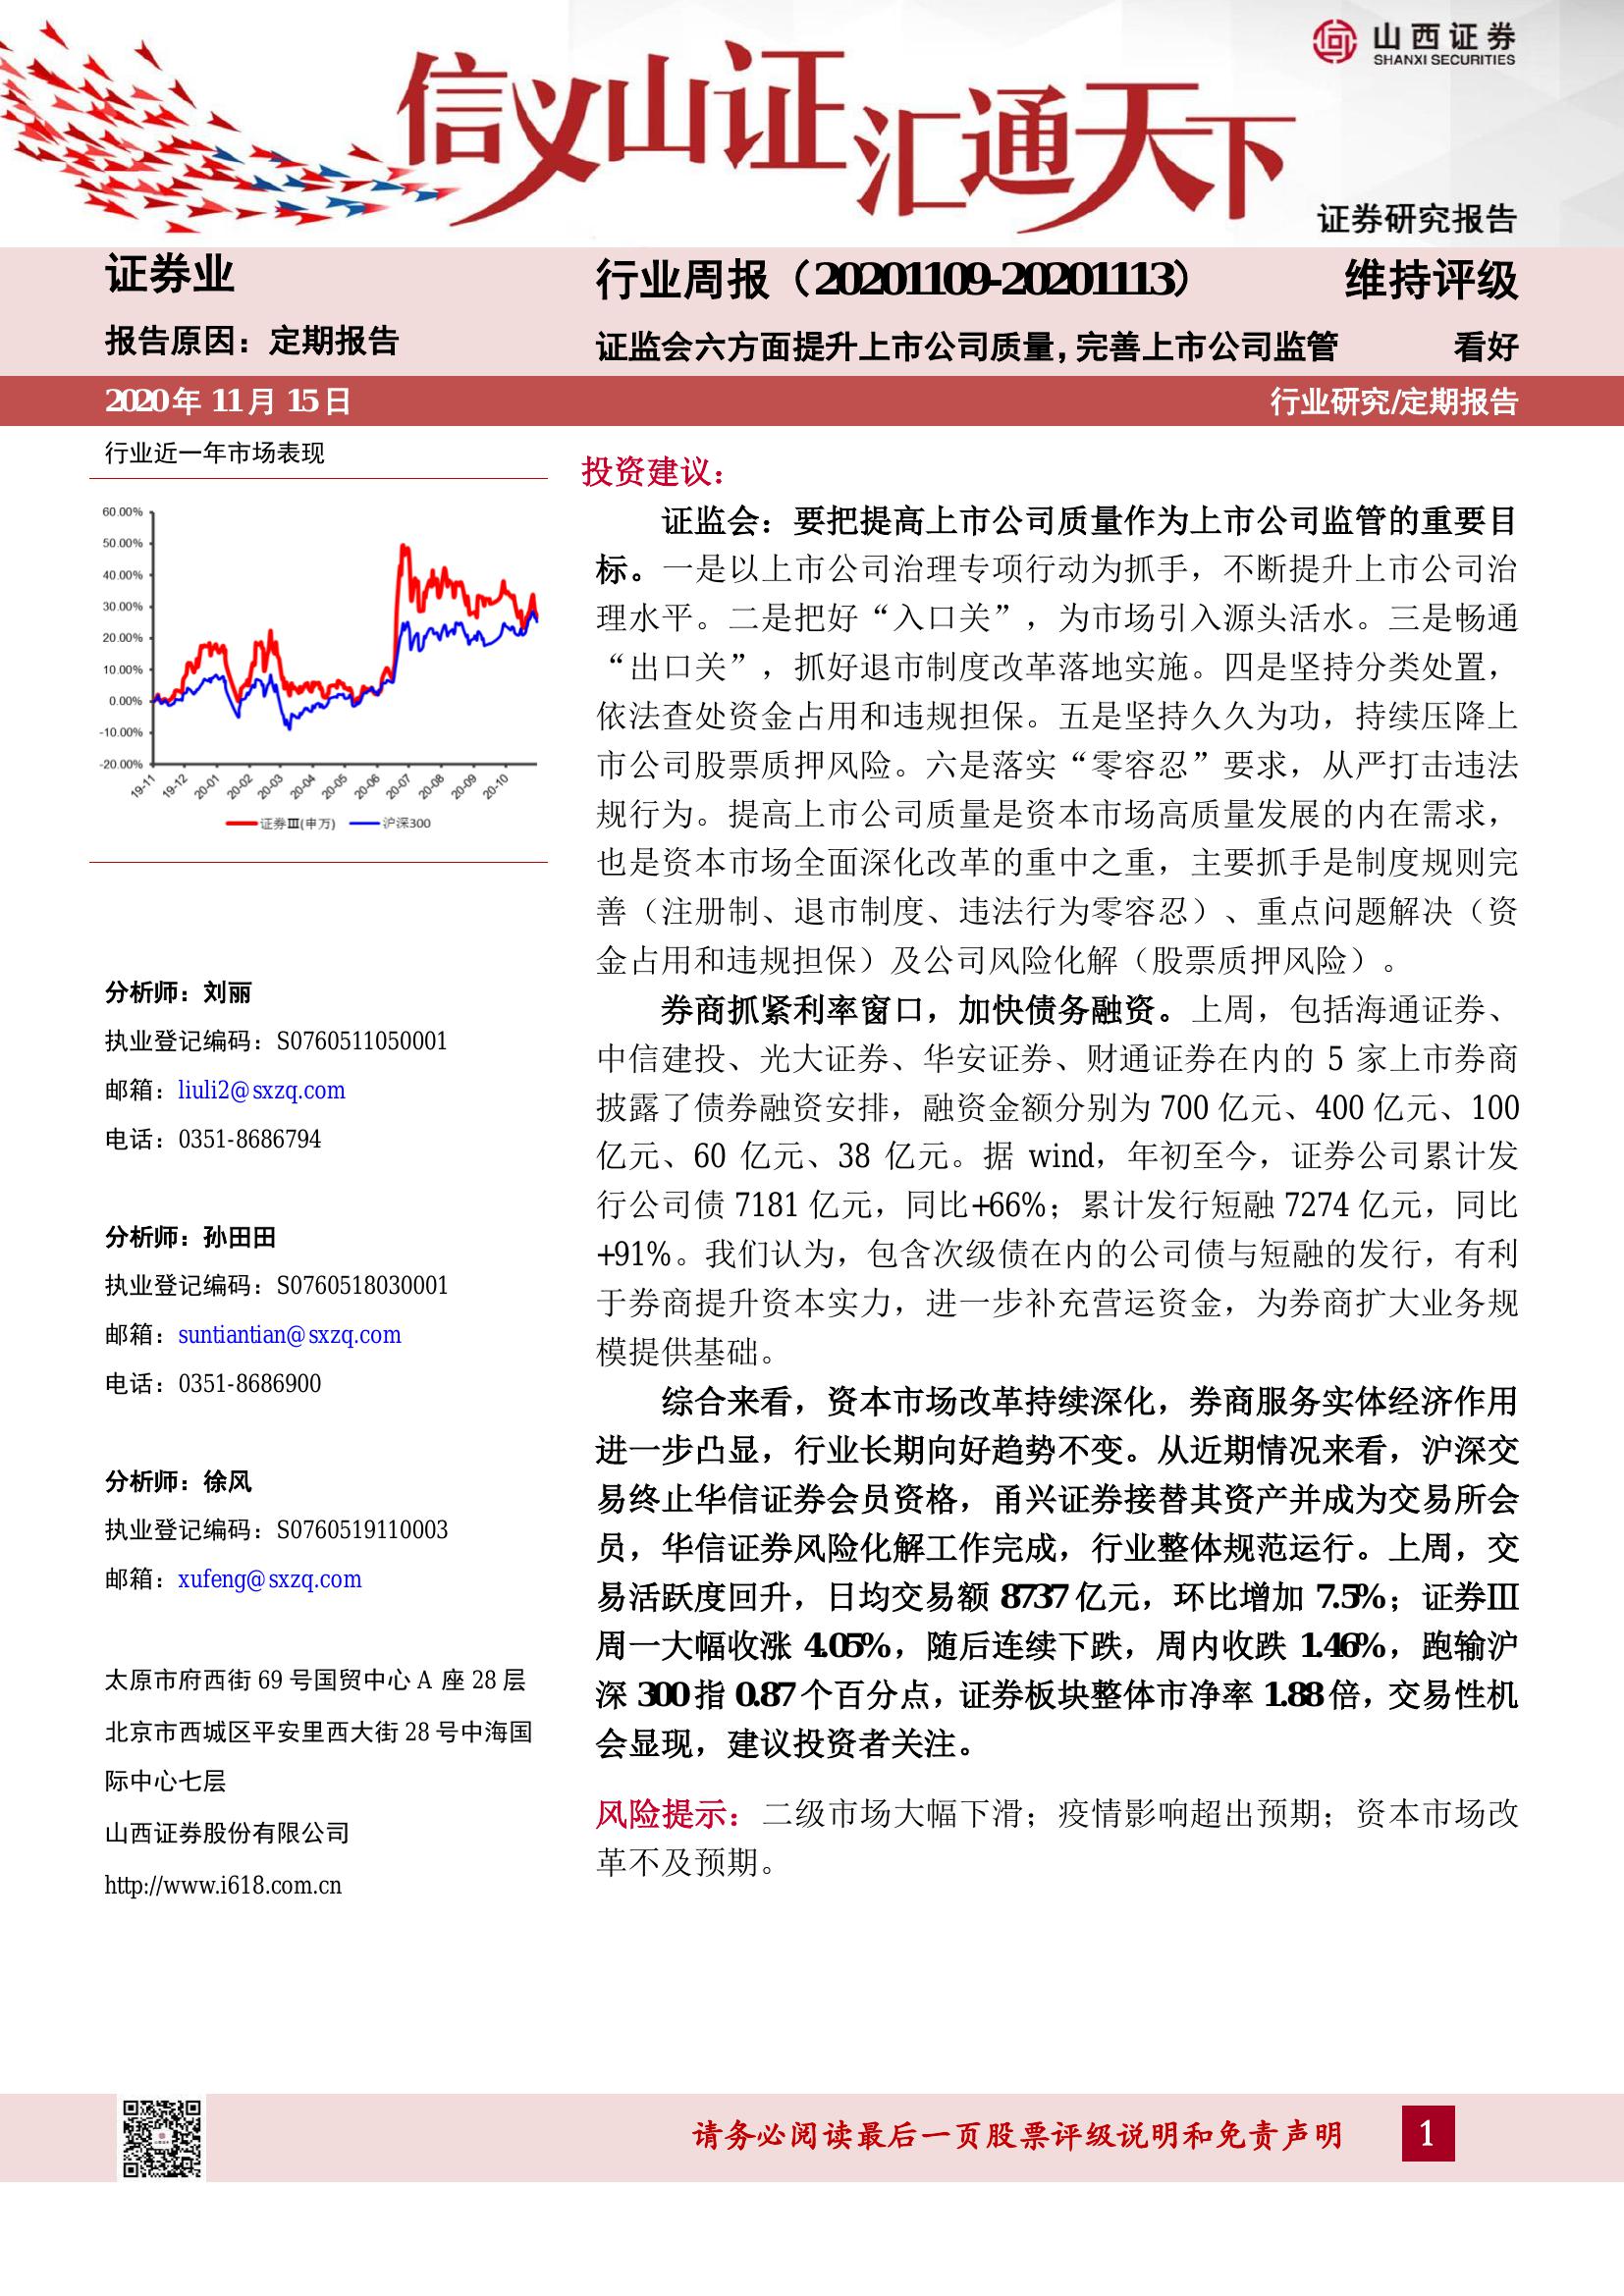 信义山证汇通天下
山西证券
SHANXI SECURITIES
证券研究报告
证券业
行业周报（20201109-20201113）
维持评级
报告原因：定期报告
证监会六方面提升上市公司质量,完善上市公司监管
看好
2020年 11月 15日
行业研究/定期报告
行业近一年市场表现
60.00%
50.00%
40.00%
30.00%
20.00%
10.00%
0.00%
-10.00%
-20.00%
19-11
19-12
20-01
20-02
20-03
20-04
20-05
20-06
20-07
20-08
20-09
20-10
证券Ⅲ(申万)
沪深300
分析师：刘丽
执业登记编码：S0760511050001
邮箱：liuli2@sxzq.com
电话：0351-8686794
分析师：孙田田
执业登记编码：S0760518030001
邮箱：suntiantian@sxzq.com
电话：0351-8686900
分析师：徐风
执业登记编码：S0760519110003
邮箱：xufeng@sxzq.com
太原市府西街 69 号国贸中心 A 座 28 层
北京市西城区平安里西大街 28 号中海国
际中心七层
山西证券股份有限公司
http://www.i618.com.cn
投资建议：
证监会：要把提高上市公司质量作为上市公司监管的重要目
标。一是以上市公司治理专项行动为抓手，不断提升上市公司治
理水平。二是把好“入口关”，为市场引入源头活水。三是畅通
“出口关”，抓好退市制度改革落地实施。四是坚持分类处置，
依法查处资金占用和违规担保。五是坚持久久为功，持续压降上
市公司股票质押风险。六是落实“零容忍”要求，从严打击违法
规行为。提高上市公司质量是资本市场高质量发展的内在需求，
也是资本市场全面深化改革的重中之重，主要抓手是制度规则完
善（注册制、退市制度、违法行为零容忍）、重点问题解决（资
金占用和违规担保）及公司风险化解（股票质押风险）。
券商抓紧利率窗口，加快债务融资。上周，包括海通证券、
中信建投、光大证券、华安证券、财通证券在内的 5 家上市券商
披露了债券融资安排，融资金额分别为 700 亿元、400 亿元、100
亿元、60 亿元、38 亿元。据 wind，年初至今，证券公司累计发
行公司债 7181 亿元，同比+66%；累计发行短融 7274 亿元，同比
+91%。我们认为，包含次级债在内的公司债与短融的发行，有利
于券商提升资本实力，进一步补充营运资金，为券商扩大业务规
模提供基础。
综合来看，资本市场改革持续深化，券商服务实体经济作用
进一步凸显，行业长期向好趋势不变。从近期情况来看，沪深交
易终止华信证券会员资格，甬兴证券接替其资产并成为交易所会
员，华信证券风险化解工作完成，行业整体规范运行。上周，交
易活跃度回升，日均交易额 8737 亿元，环比增加 7.5%；证券Ⅲ
周一大幅收涨 4.05%，随后连续下跌，周内收跌 1.46%，跑输沪
深 300 指 0.87 个百分点，证券板块整体市净率 1.88 倍，交易性机
会显现，建议投资者关注。
风险提示：二级市场大幅下滑；疫情影响超出预期；资本市场改
革不及预期。
请务必阅读最后一页股票评级说明和免责声明
1